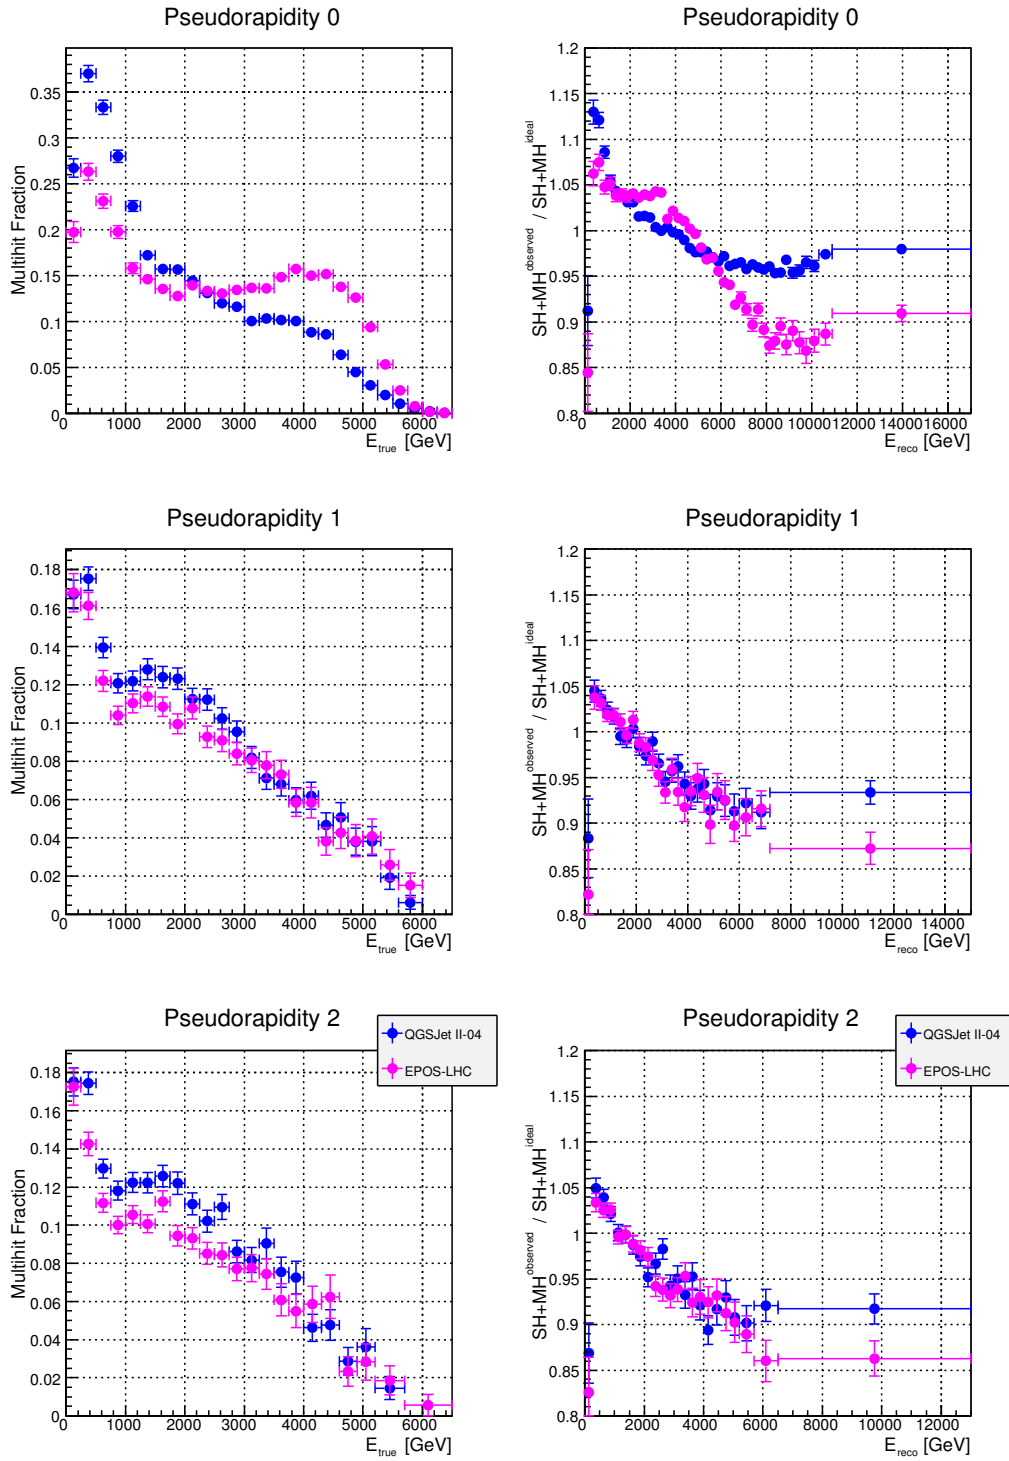 Pseudorapidity 0
Multihit Fraction
0.35
0.3
0.25
0.2
0.15
0.1
0.05
0
0 1000 2000 3000 4000 5000 6000
E_true [GeV]
Pseudorapidity 0
SH+MH^observed / SH+MH^ideal
1.2
1.15
1.1
1.05
1
0.95
0.9
0.85
0.8
0 2000 4000 6000 8000 10000 12000 14000 16000
E_reco [GeV]
Pseudorapidity 1
Multihit Fraction
0.18
0.16
0.14
0.12
0.1
0.08
0.06
0.04
0.02
0
0 1000 2000 3000 4000 5000 6000
E_true [GeV]
Pseudorapidity 1
SH+MH^observed / SH+MH^ideal
1.2
1.15
1.1
1.05
1
0.95
0.9
0.85
0.8
0 2000 4000 6000 8000 10000 12000 14000
E_reco [GeV]
Pseudorapidity 2
QGSJet II-04
EPOS-LHC
Multihit Fraction
0.18
0.16
0.14
0.12
0.1
0.08
0.06
0.04
0.02
0
0 1000 2000 3000 4000 5000 6000
E_true [GeV]
Pseudorapidity 2
QGSJet II-04
EPOS-LHC
SH+MH^observed / SH+MH^ideal
1.2
1.15
1.1
1.05
1
0.95
0.9
0.85
0.8
0 2000 4000 6000 8000 10000 12000
E_reco [GeV]